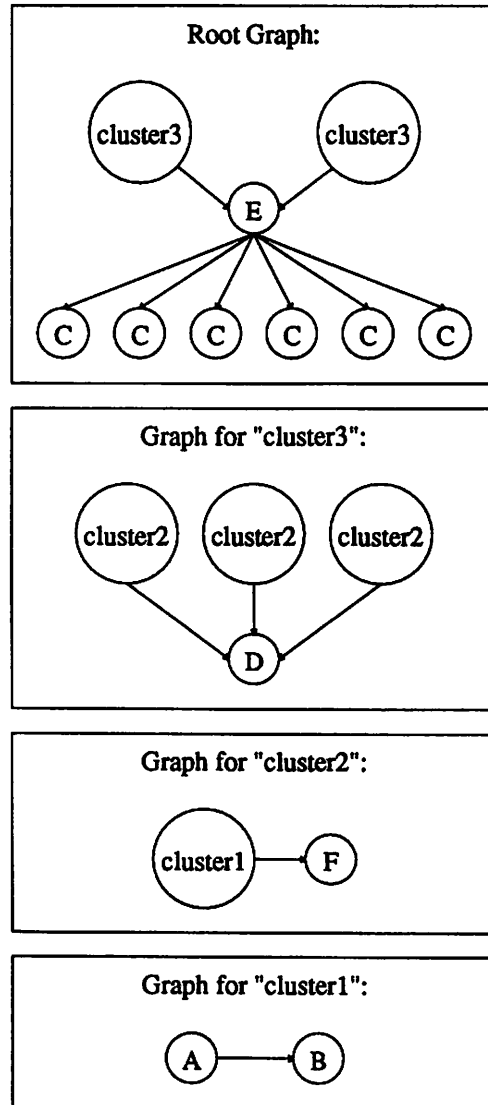 Root Graph:
cluster3 cluster3
E
C C C C C C
Graph for "cluster3":
cluster2 cluster2 cluster2
D
Graph for "cluster2":
cluster1 F
Graph for "cluster1":
A B